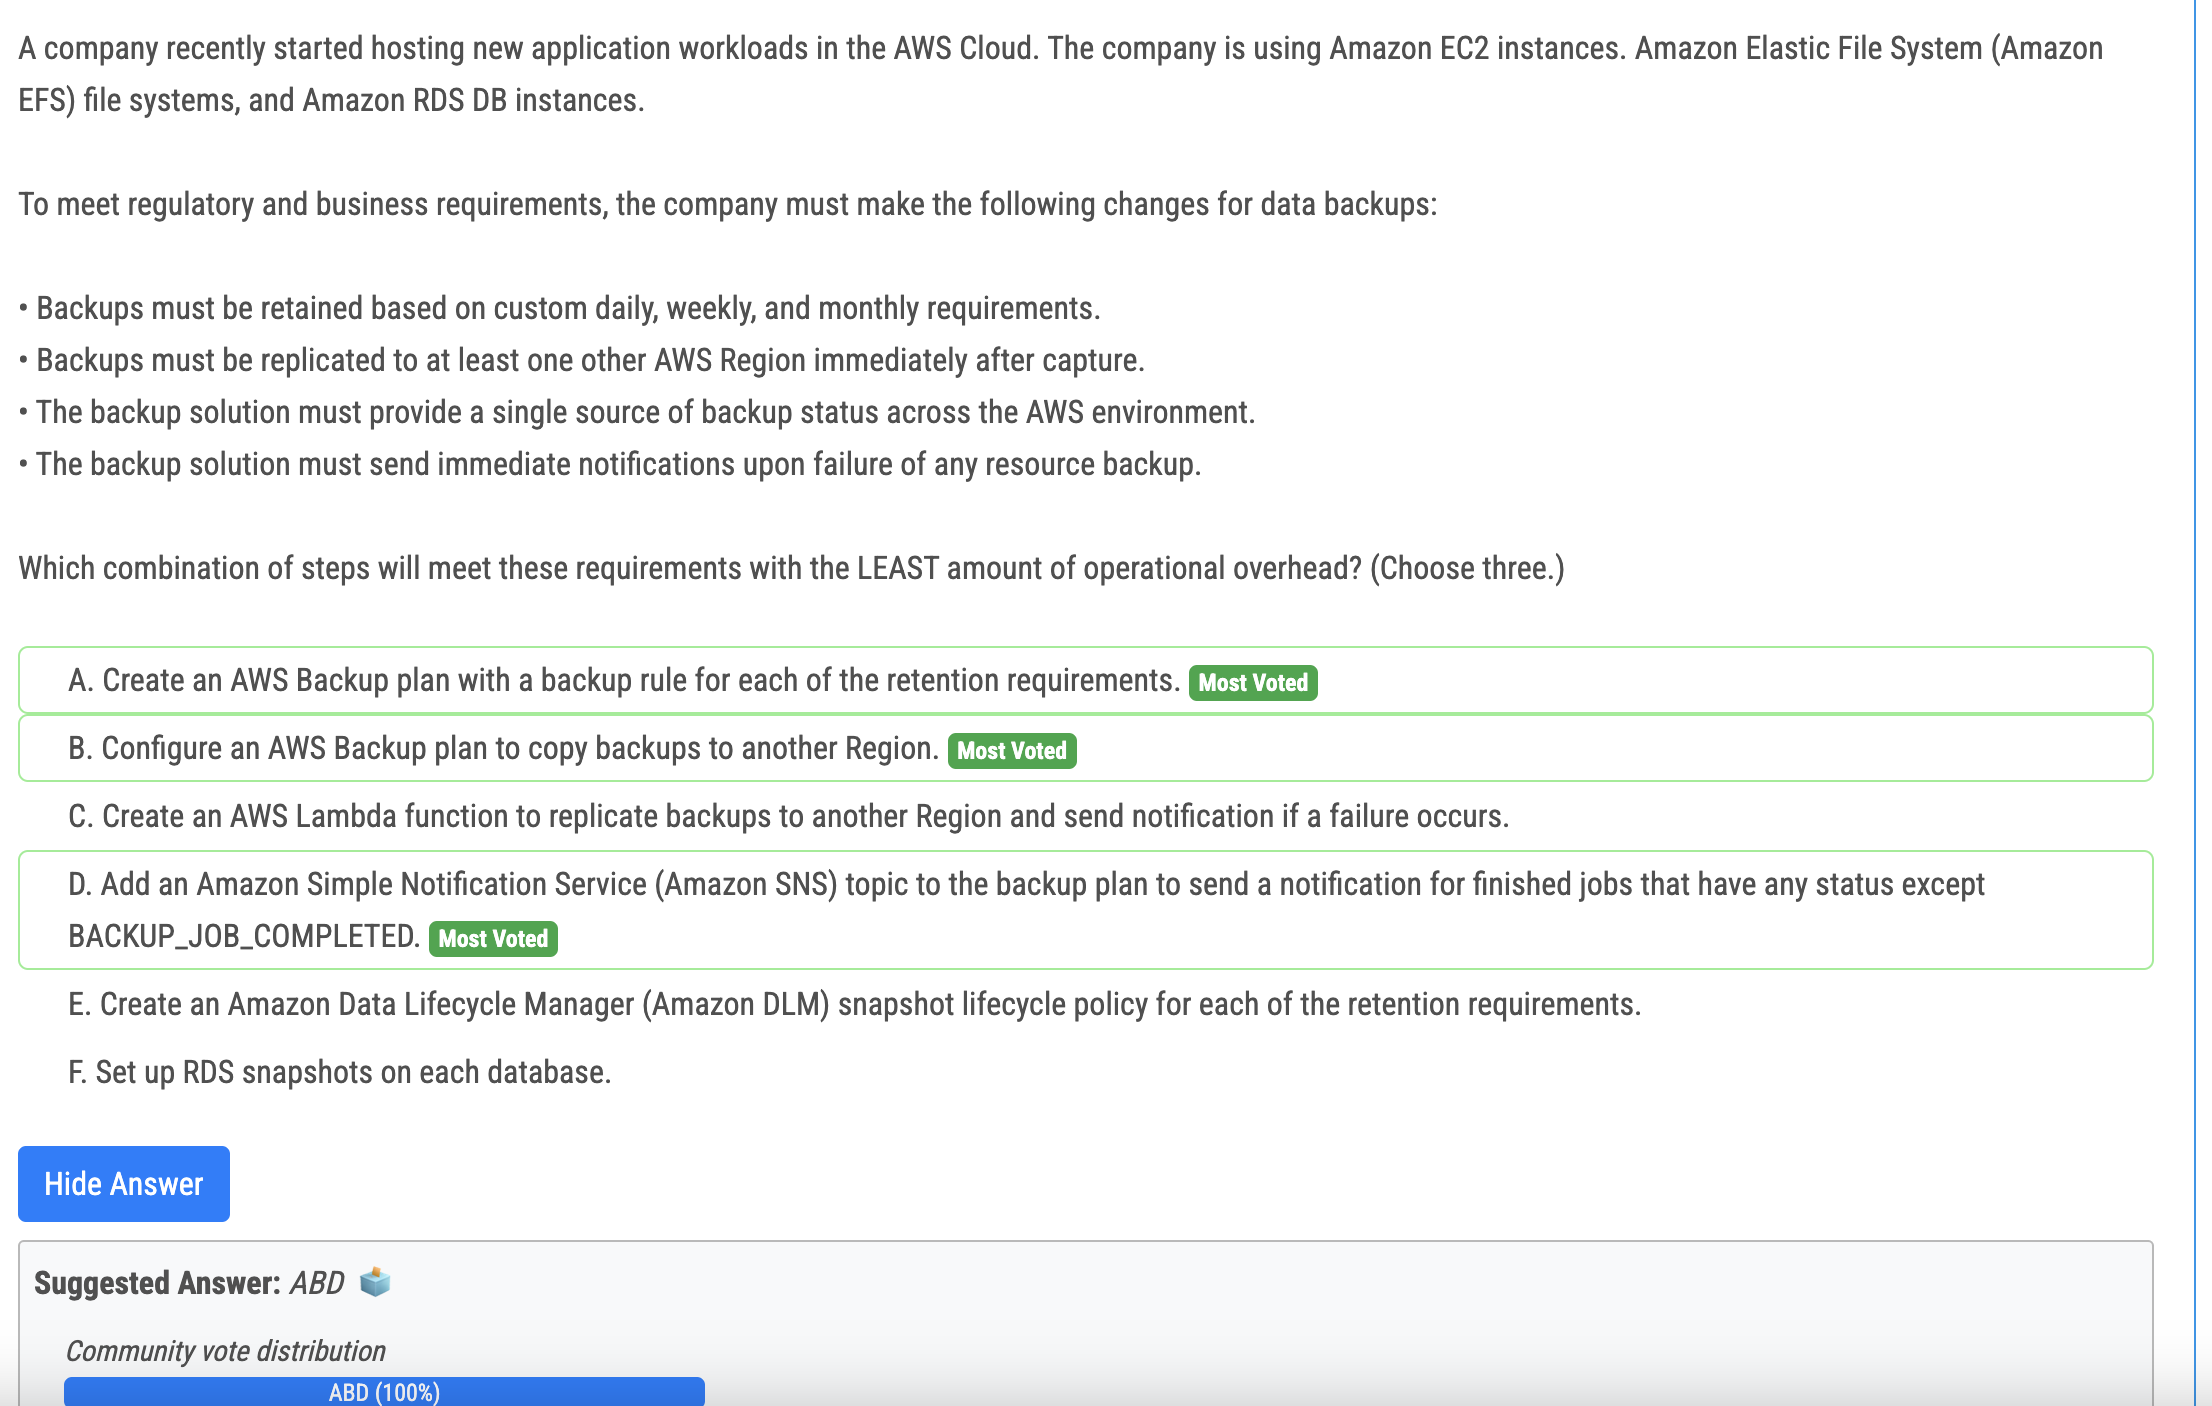 A company recently started hosting new application workloads in the AWS Cloud. The company is using Amazon EC2 instances. Amazon Elastic File System (Amazon
EFS) file systems, and Amazon RDS DB instances.
To meet regulatory and business requirements, the company must make the following changes for data backups:
• Backups must be retained based on custom daily, weekly, and monthly requirements.
• Backups must be replicated to at least one other AWS Region immediately after capture.
• The backup solution must provide a single source of backup status across the AWS environment.
• The backup solution must send immediate notifications upon failure of any resource backup.
Which combination of steps will meet these requirements with the LEAST amount of operational overhead? (Choose three.)
A. Create an AWS Backup plan with a backup rule for each of the retention requirements. Most Voted
B. Configure an AWS Backup plan to copy backups to another Region. Most Voted
C. Create an AWS Lambda function to replicate backups to another Region and send notification if a failure occurs.
D. Add an Amazon Simple Notification Service (Amazon SNS) topic to the backup plan to send a notification for finished jobs that have any status except
BACKUP_JOB_COMPLETED. Most Voted
E. Create an Amazon Data Lifecycle Manager (Amazon DLM) snapshot lifecycle policy for each of the retention requirements.
F. Set up RDS snapshots on each database.
Hide Answer
Suggested Answer: ABD
Community vote distribution
ABD (100%)